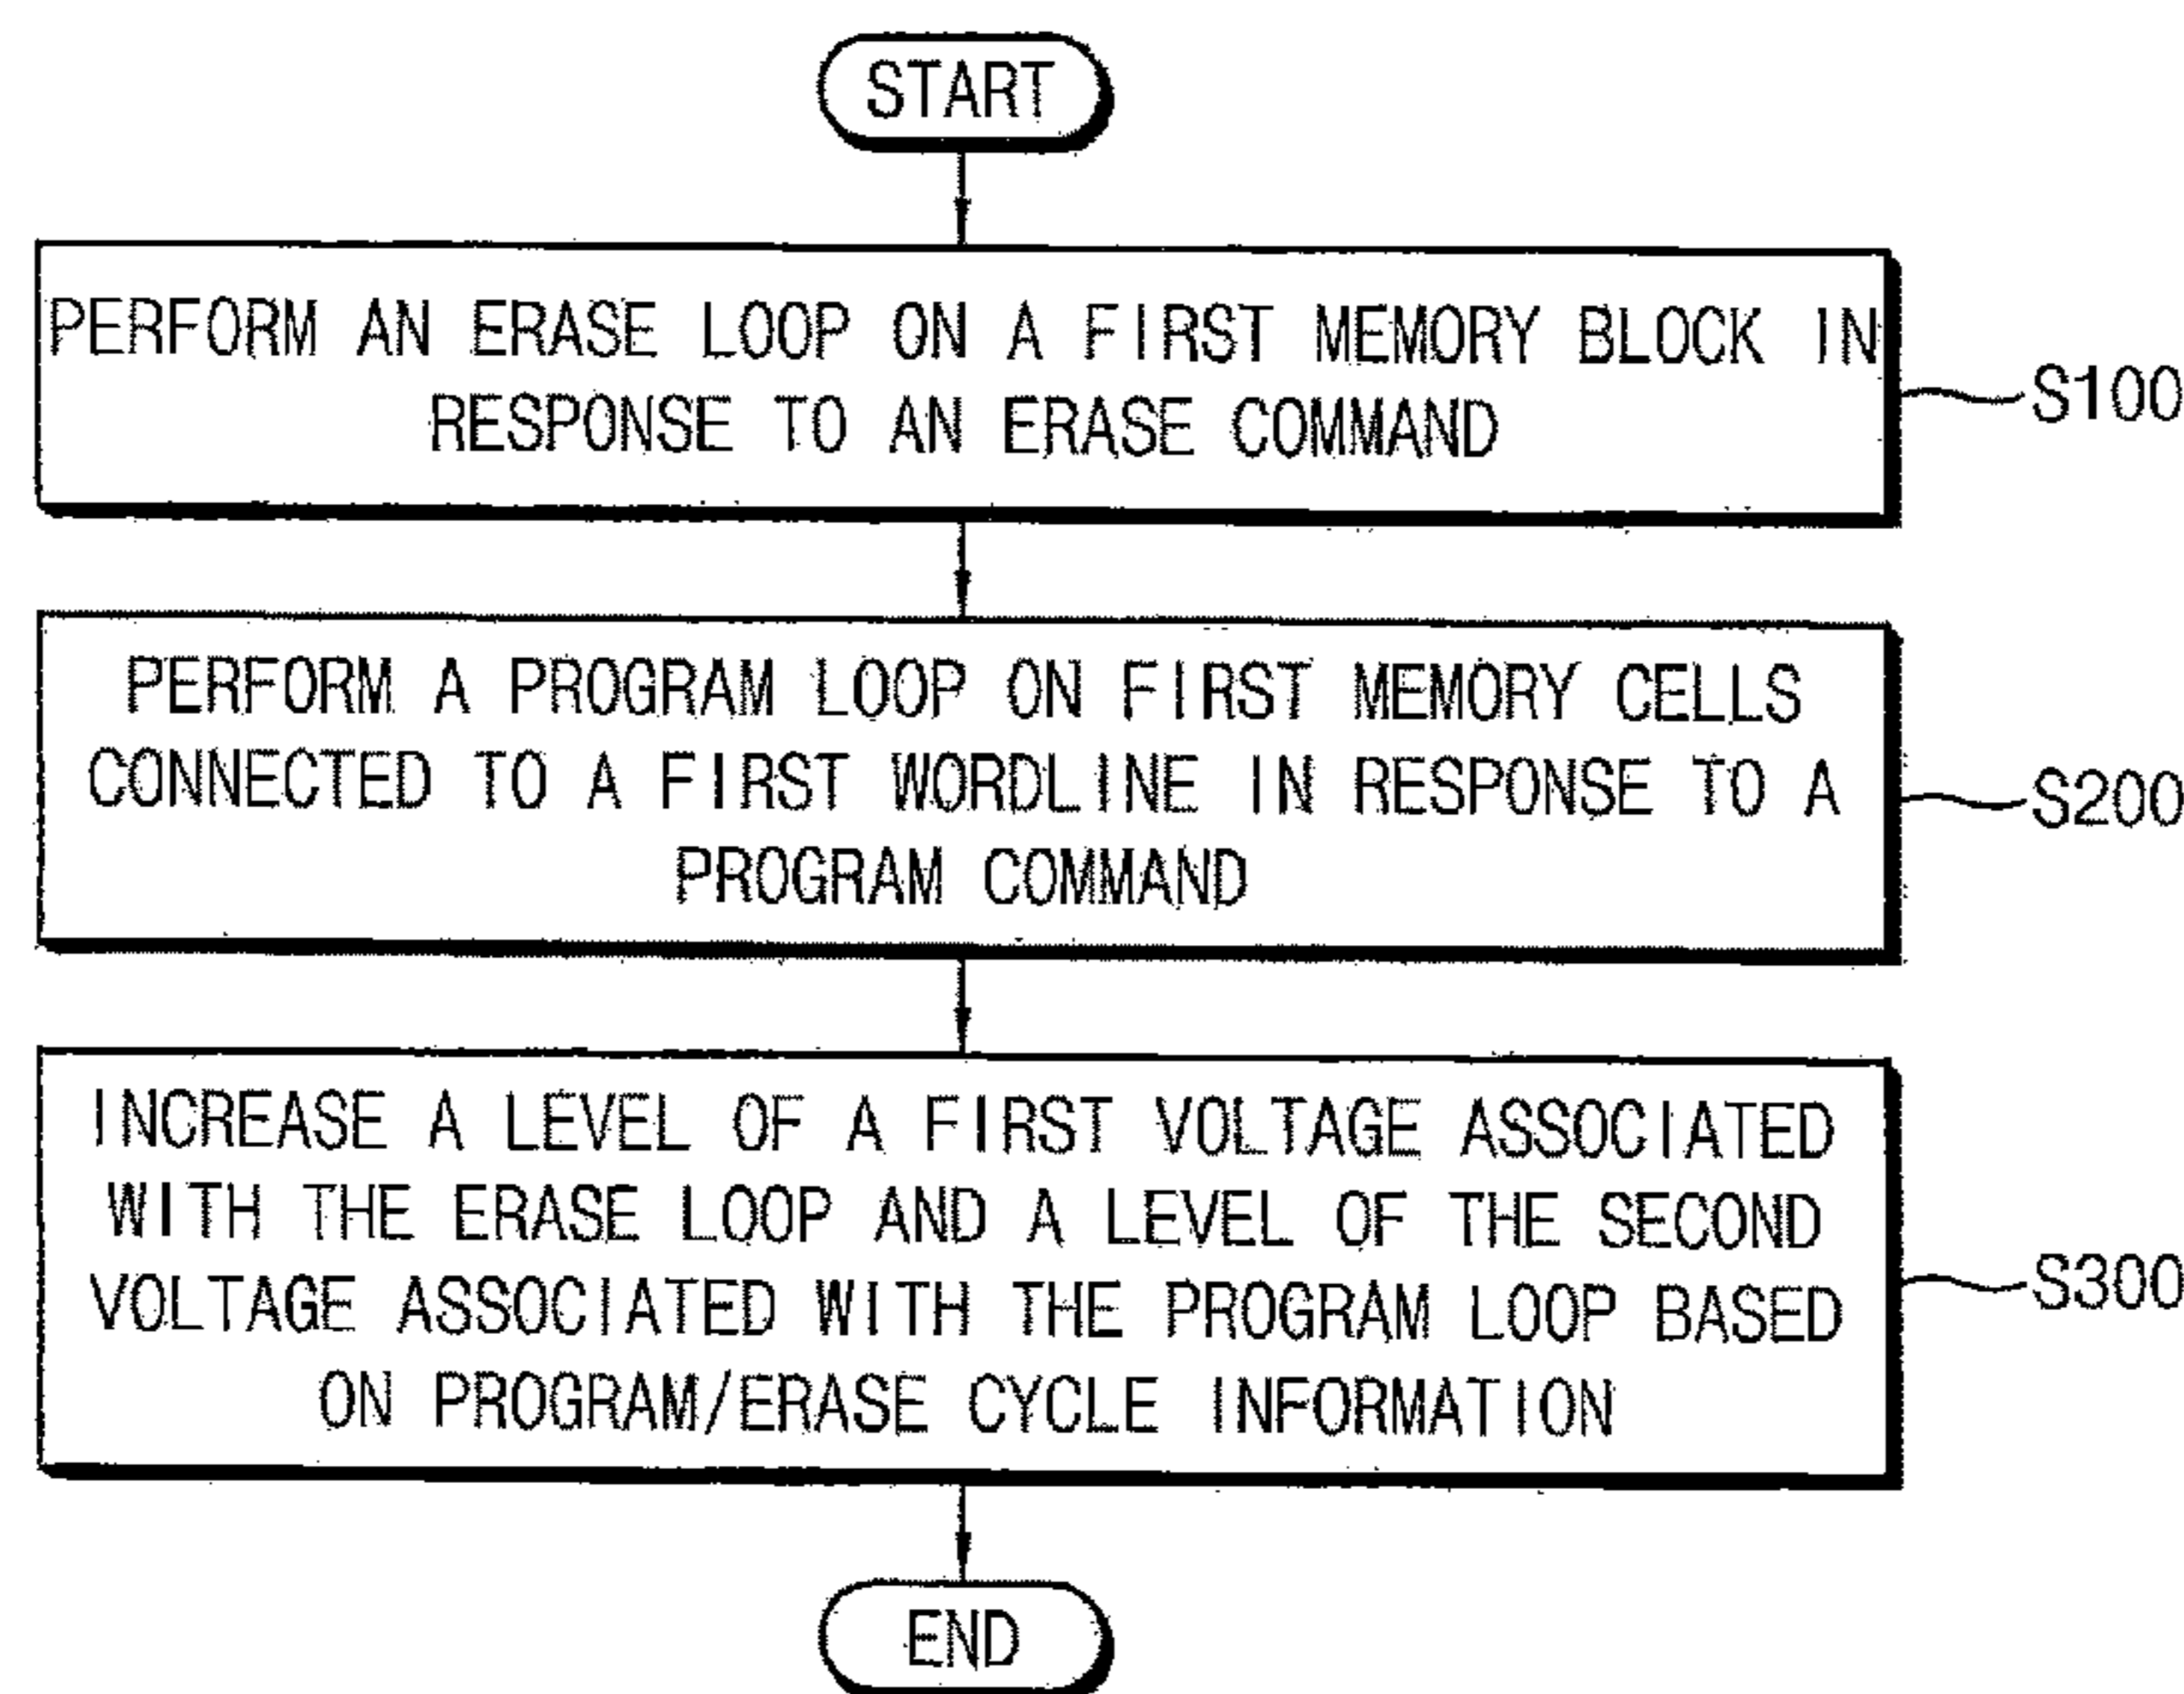 START
PERFORM AN ERASE LOOP ON A FIRST MEMORY BLOCK IN
RESPONSE TO AN ERASE COMMAND
S100
PERFORM A PROGRAM LOOP ON FIRST MEMORY CELLS
CONNECTED TO A FIRST WORDLINE IN RESPONSE TO A
PROGRAM COMMAND
S200
INCREASE A LEVEL OF A FIRST VOLTAGE ASSOCIATED
WITH THE ERASE LOOP AND A LEVEL OF THE SECOND
VOLTAGE ASSOCIATED WITH THE PROGRAM LOOP BASED
ON PROGRAM/ERASE CYCLE INFORMATION
S300
END